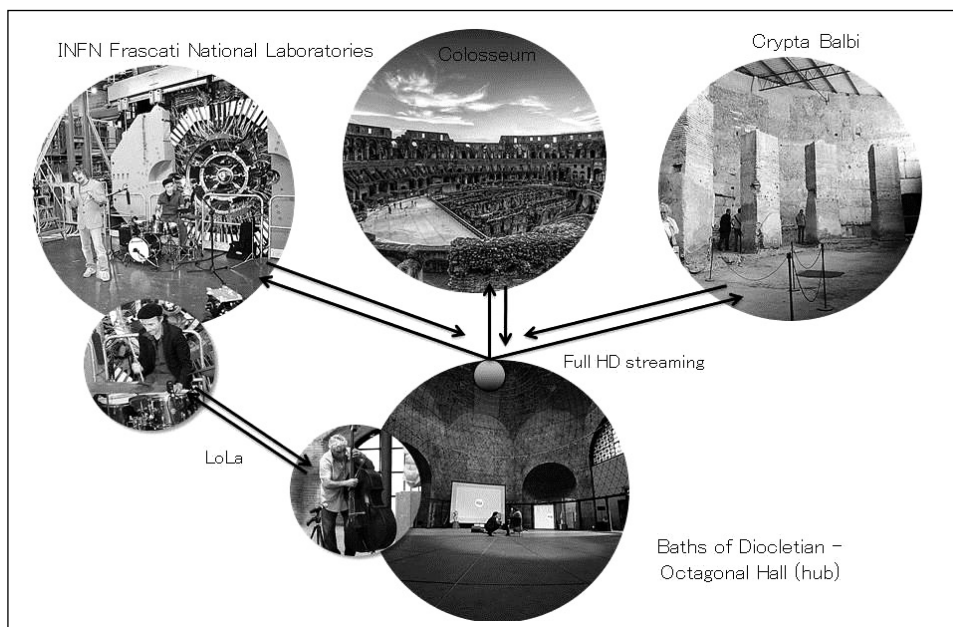 INFN Frascati National Laboratories
Colosseum
Crypta Balbi
Full HD streaming
LoLa
Baths of Diocletian –
Octagonal Hall (hub)